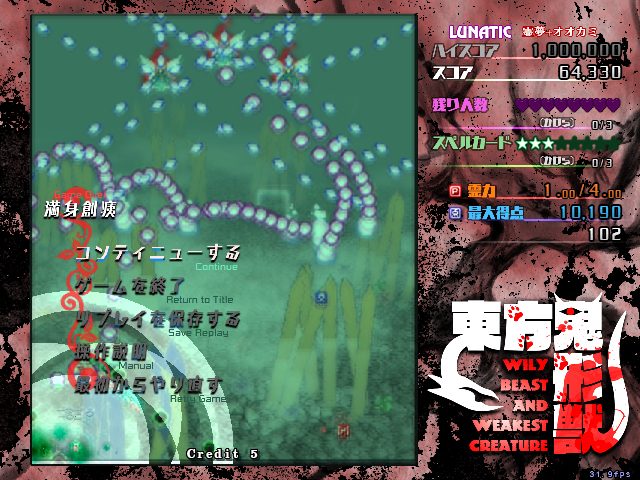 LUNATIC 霊夢+オオカミ
ハイスコア 1,000,000
スコア 64,330
残り人数
(かけら) 0/3
スペルカード
(かけら) 0/3
P 霊力 1.00/4.00
最大得点 10,190
102
Game Over
満身創痍
コンティニューする
Continue
ゲームを終了
Return to Title
リプレイを保存する
Save Replay
操作説明
Manual
最初からやり直す
Retry Game
Credit 5
東方鬼形獣
WILY
BEAST
AND
WEAKEST
CREATURE
31.9fps